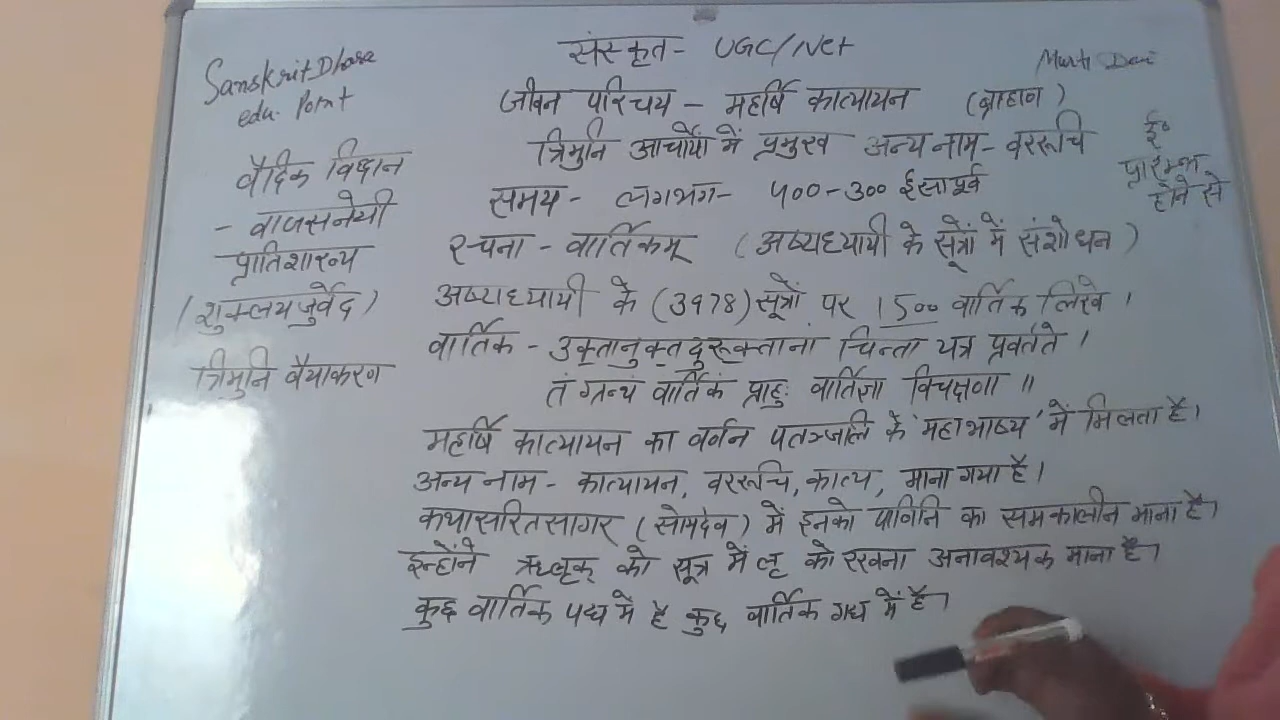 संस्कृत - UGC/Net
Sanskrit Dhara
edu. Point
Murti Devi
जीवन परिचय - महर्षि कात्यायन (ब्राह्मण)
त्रिमुनि आचार्यों में प्रमुख अन्य नाम - वररूचि
ई०
प्रारम्भ
होने से
समय - लगभग - ५००-३०० ईसापूर्व
रचना - वार्तिकम् (अष्टाध्यायी के सूत्रों में संशोधन)
अष्टाध्यायी के (3978) सूत्रों पर 1500 वार्तिक लिखे ।
वार्तिक - उक्तानुक्तदुरूक्तानां चिन्ता यत्र प्रवर्तते ।
तं ग्रन्थं वार्तिकं प्राहुः वार्तिज्ञा विचक्षणा ॥
महर्षि कात्यायन का वर्णन पतञ्जलि के 'महाभाष्य' में मिलता है।
अन्य नाम - कात्यायन, वररूचि, कात्य, माना गया है।
कथासरितसागर (सोमदेव) में इनको पाणिनि का समकालीन माना है।
इन्होंने ऋलृक् को सूत्र में लृ को रखना अनावश्यक माना है।
कुछ वार्तिक पद्य में है कुछ वार्तिक गद्य में है।
वैदिक विद्वान
- वाजसनेयी
प्रातिशाख्य
(शुक्लयजुर्वेद)
त्रिमुनि वैयाकरण